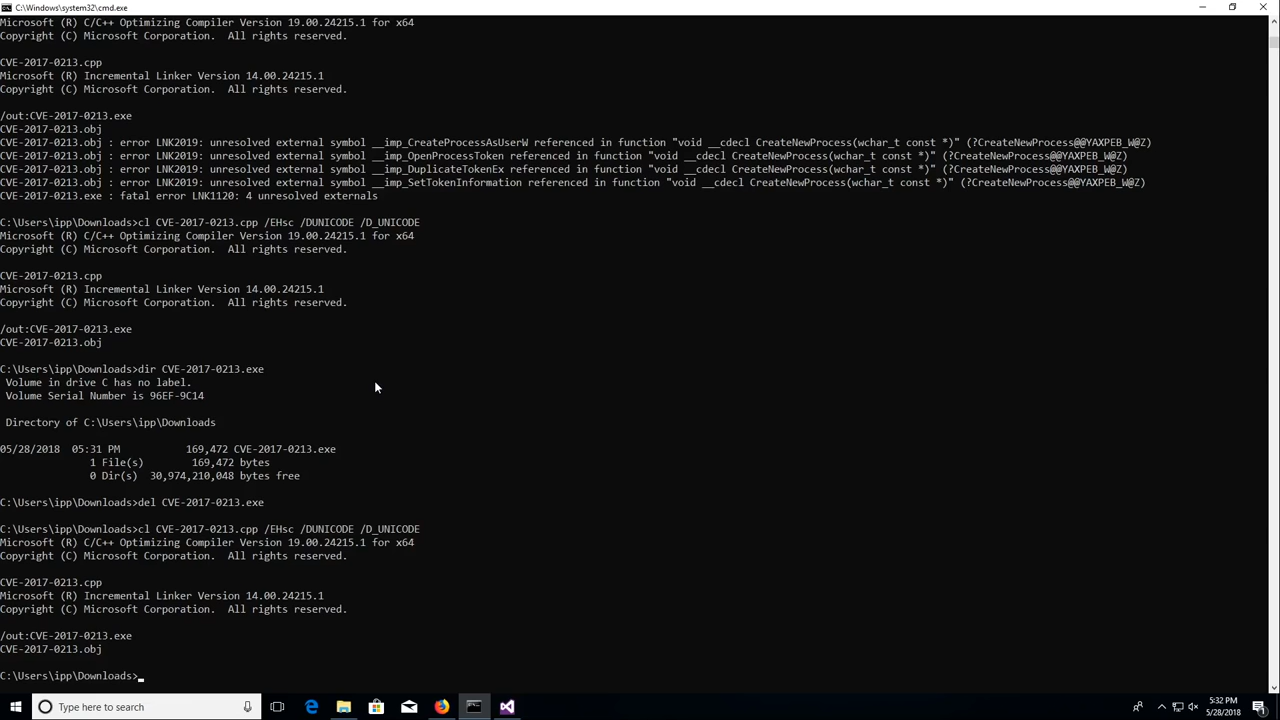 C:\Windows\system32\cmd.exe
Microsoft (R) C/C++ Optimizing Compiler Version 19.00.24215.1 for x64
Copyright (C) Microsoft Corporation.  All rights reserved.
CVE-2017-0213.cpp
Microsoft (R) Incremental Linker Version 14.00.24215.1
Copyright (C) Microsoft Corporation.  All rights reserved.
/out:CVE-2017-0213.exe
CVE-2017-0213.obj
CVE-2017-0213.obj : error LNK2019: unresolved external symbol __imp_CreateProcessAsUserW referenced in function "void __cdecl CreateNewProcess(wchar_t const *)" (?CreateNewProcess@@YAXPEB_W@Z)
CVE-2017-0213.obj : error LNK2019: unresolved external symbol __imp_OpenProcessToken referenced in function "void __cdecl CreateNewProcess(wchar_t const *)" (?CreateNewProcess@@YAXPEB_W@Z)
CVE-2017-0213.obj : error LNK2019: unresolved external symbol __imp_DuplicateTokenEx referenced in function "void __cdecl CreateNewProcess(wchar_t const *)" (?CreateNewProcess@@YAXPEB_W@Z)
CVE-2017-0213.obj : error LNK2019: unresolved external symbol __imp_SetTokenInformation referenced in function "void __cdecl CreateNewProcess(wchar_t const *)" (?CreateNewProcess@@YAXPEB_W@Z)
CVE-2017-0213.exe : fatal error LNK1120: 4 unresolved externals
C:\Users\ipp\Downloads>cl CVE-2017-0213.cpp /EHsc /DUNICODE /D_UNICODE
Microsoft (R) C/C++ Optimizing Compiler Version 19.00.24215.1 for x64
Copyright (C) Microsoft Corporation.  All rights reserved.
CVE-2017-0213.cpp
Microsoft (R) Incremental Linker Version 14.00.24215.1
Copyright (C) Microsoft Corporation.  All rights reserved.
/out:CVE-2017-0213.exe
CVE-2017-0213.obj
C:\Users\ipp\Downloads>dir CVE-2017-0213.exe
Volume in drive C has no label.
Volume Serial Number is 96EF-9C14
Directory of C:\Users\ipp\Downloads
05/28/2018  05:31 PM           169,472 CVE-2017-0213.exe
1 File(s)        169,472 bytes
0 Dir(s)  30,974,210,048 bytes free
C:\Users\ipp\Downloads>del CVE-2017-0213.exe
C:\Users\ipp\Downloads>cl CVE-2017-0213.cpp /EHsc /DUNICODE /D_UNICODE
Microsoft (R) C/C++ Optimizing Compiler Version 19.00.24215.1 for x64
Copyright (C) Microsoft Corporation.  All rights reserved.
CVE-2017-0213.cpp
Microsoft (R) Incremental Linker Version 14.00.24215.1
Copyright (C) Microsoft Corporation.  All rights reserved.
/out:CVE-2017-0213.exe
CVE-2017-0213.obj
C:\Users\ipp\Downloads>
Type here to search
5:32 PM
5/28/2018
1